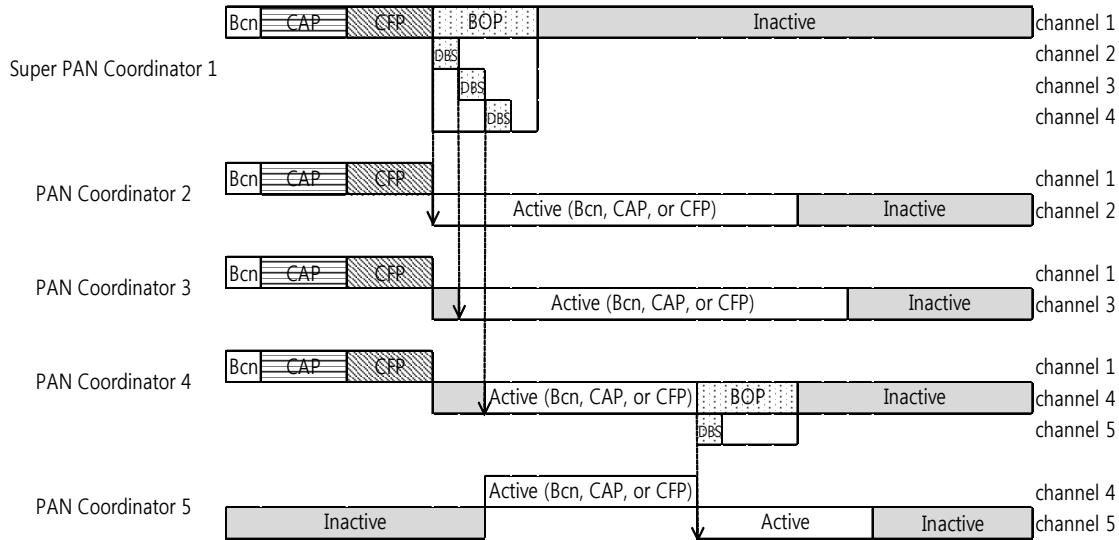 Bcn CAP CFP BOP Inactive channel 1
DBS channel 2
Super PAN Coordinator 1
DBS channel 3
DBS channel 4
Bcn CAP CFP channel 1
PAN Coordinator 2
Active (Bcn, CAP, or CFP) Inactive channel 2
Bcn CAP CFP channel 1
PAN Coordinator 3
Active (Bcn, CAP, or CFP) Inactive channel 3
Bcn CAP CFP channel 1
PAN Coordinator 4
Active (Bcn, CAP, or CFP) BOP Inactive channel 4
DBS channel 5
Active (Bcn, CAP, or CFP) channel 4
PAN Coordinator 5
Inactive Active Inactive channel 5